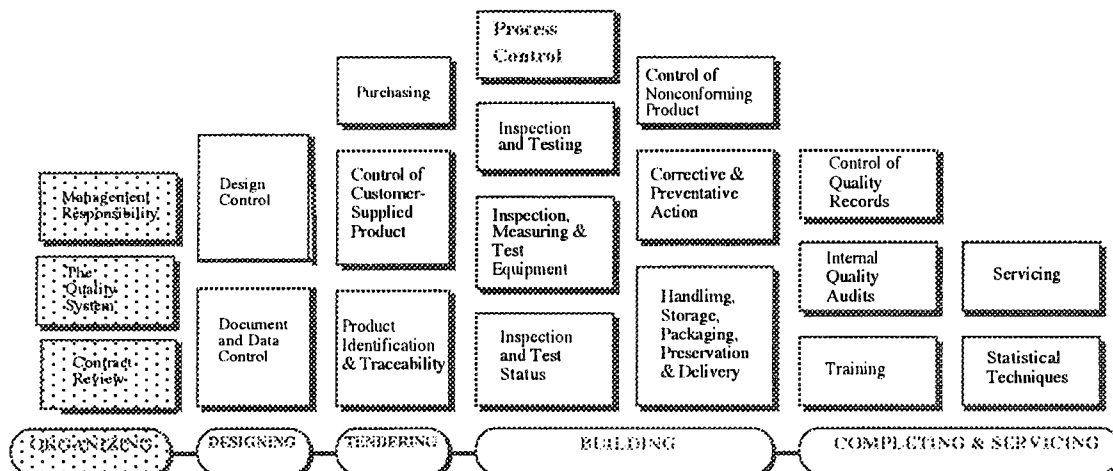 Management
Responsibility
The
Quality
System
Contract
Review
Design
Control
Document
and Data
Control
Purchasing
Control of
Customer-
Supplied
Product
Product
Identification
& Traceability
Process
Control
Inspection
and Testing
Inspection,
Measuring &
Test
Equipment
Inspection
and Test
Status
Control of
Nonconforming
Product
Corrective &
Preventative
Action
Handling,
Storage,
Packaging,
Preservation
& Delivery
Control of
Quality
Records
Internal
Quality
Audits
Training
Servicing
Statistical
Techniques
ORGANIZING
DESIGNING
TENDERING
BUILDING
COMPLETING & SERVICING